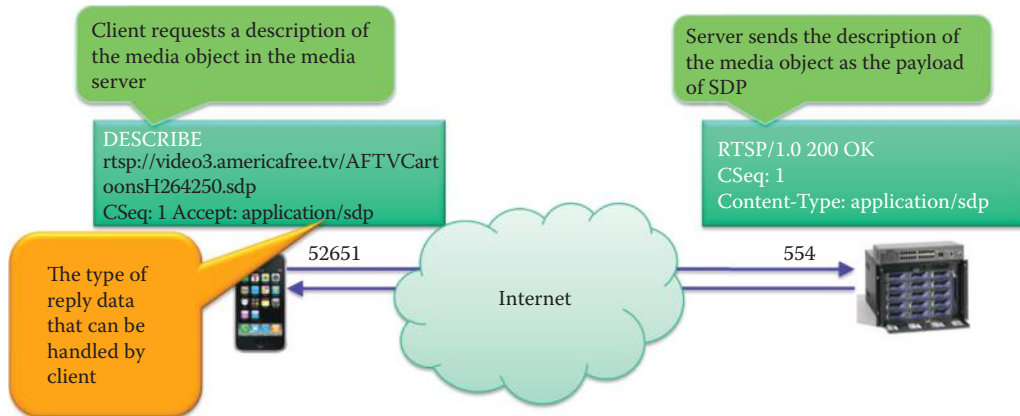 Client requests a description of
the media object in the media
server
Server sends the description of
the media object as the payload
of SDP
DESCRIBE
rtsp://video3.americafree.tv/AFTVCart
oonsH264250.sdp
CSeq: 1 Accept: application/sdp
RTSP/1.0 200 OK
CSeq: 1
Content-Type: application/sdp
The type of
reply data
that can be
handled by
client
52651
Internet
554